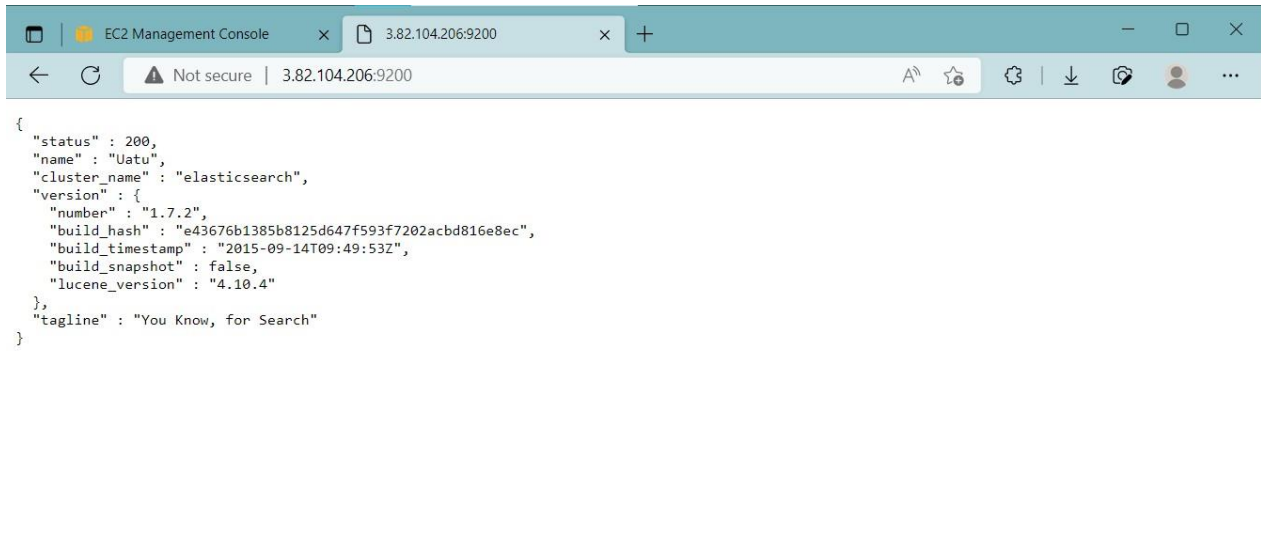 EC2 Management Console
3.82.104.206:9200
Not secure | 3.82.104.206:9200
{
  "status" : 200,
  "name" : "Uatu",
  "cluster_name" : "elasticsearch",
  "version" : {
    "number" : "1.7.2",
    "build_hash" : "e43676b1385b8125d647f593f7202acbd816e8ec",
    "build_timestamp" : "2015-09-14T09:49:53Z",
    "build_snapshot" : false,
    "lucene_version" : "4.10.4"
  },
  "tagline" : "You Know, for Search"
}